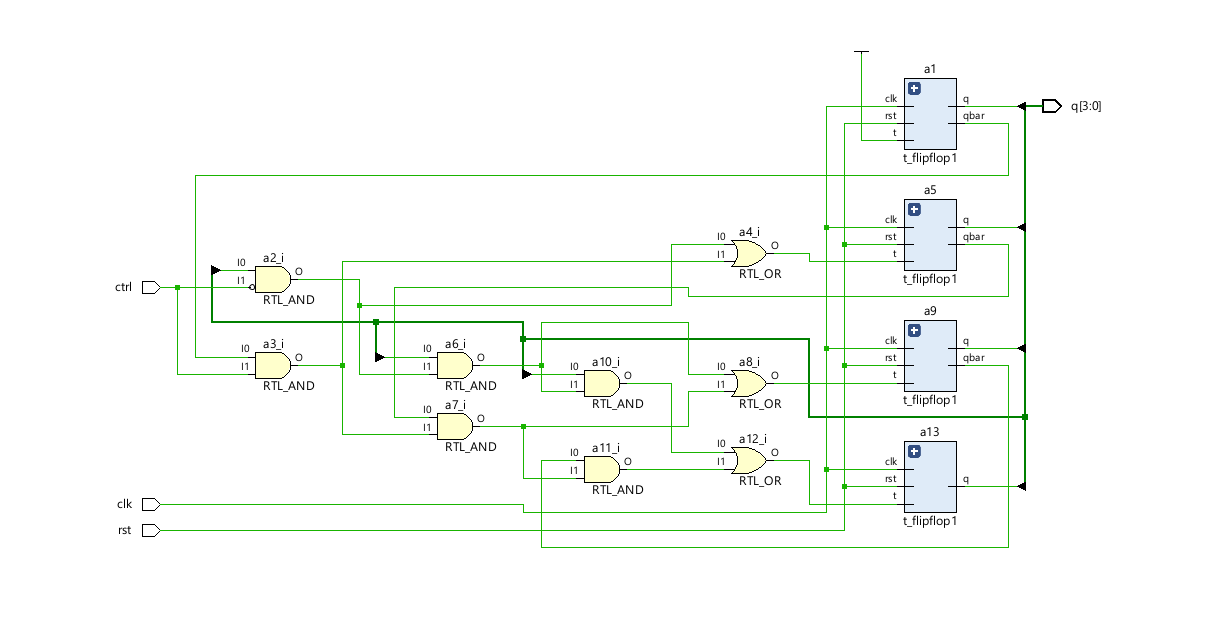 a1
clk q
rst qbar
t
t_flipflop1
q[3:0]
a5
clk q
rst qbar
t
t_flipflop1
a4_i
I0
I1 O
RTL_OR
a2_i
I0
I1 O
RTL_AND
ctrl
a9
clk q
rst qbar
t
t_flipflop1
a3_i
I0
I1 O
RTL_AND
a6_i
I0
I1 O
RTL_AND
a10_i
I0
I1 O
RTL_AND
a8_i
I0
I1 O
RTL_OR
a7_i
I0
I1 O
RTL_AND
a11_i
I0
I1 O
RTL_AND
a12_i
I0
I1 O
RTL_OR
a13
clk
rst q
t
t_flipflop1
clk
rst